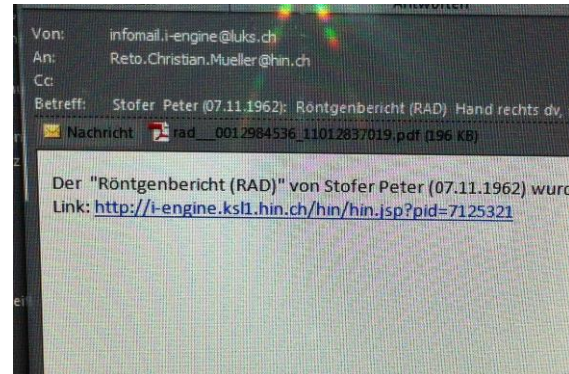 Antworten
Von: infomail.i-engine@luks.ch
An: Reto.Christian.Mueller@hin.ch
Cc:
Betreff: Stofer Peter (07.11.1962): Röntgenbericht (RAD) Hand rechts dv,
Nachricht rad__0012984536_11012837019.pdf (196 KB)
Der "Röntgenbericht (RAD)" von Stofer Peter (07.11.1962) wurd
Link: http://i-engine.ksl1.hin.ch/hin/hin.jsp?pid=7125321